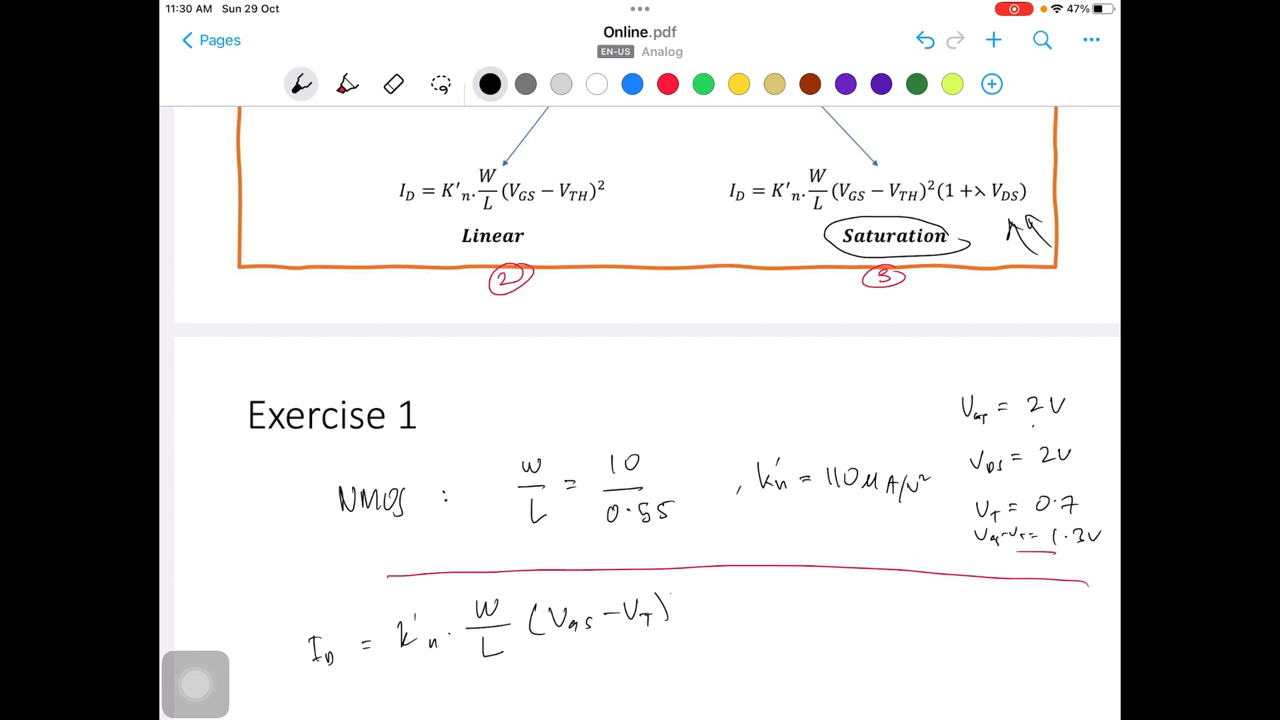 11:30 AM Sun 29 Oct
47%
Pages
Online.pdf
EN-US Analog
I_D = K'_n. W/L (V_GS − V_TH)²
I_D = K'_n. W/L (V_GS − V_TH)²(1 + λ V_DS)
Linear
Saturation
2
3
Exercise 1
V_GS = 2V
V_DS = 2V
V_T = 0.7
V_GS-V_T = 1.3V
NMOS : W/L = 10/0.55 , k'n = 110 μA/V²
I_D = k'n . W/L (V_GS − V_T)